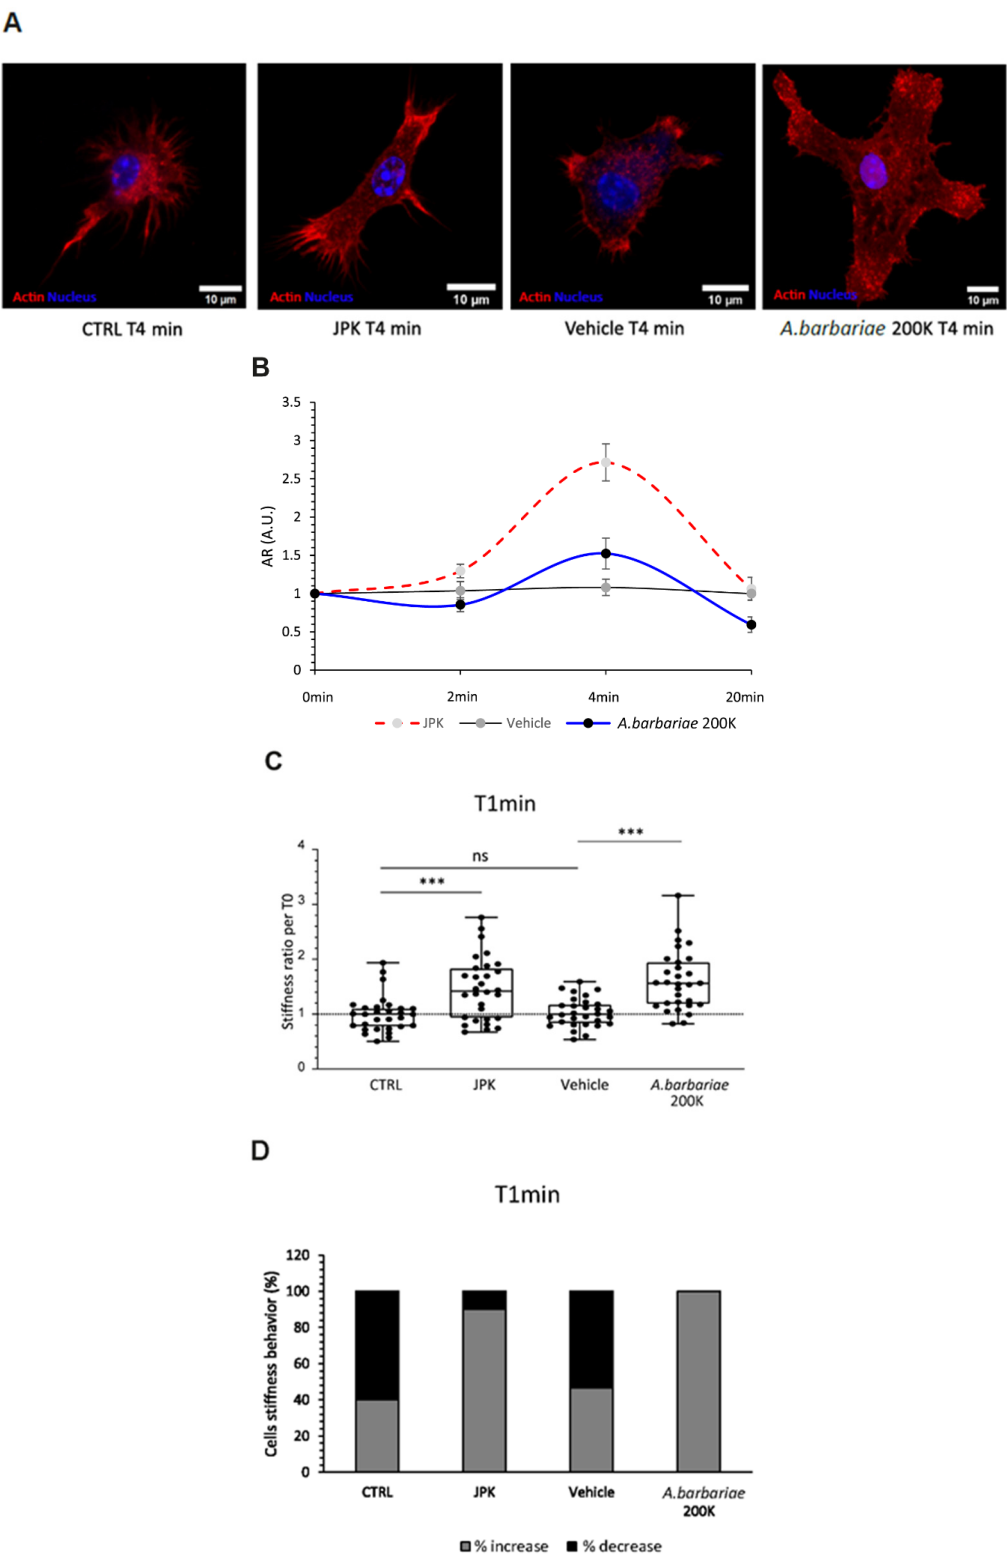 A
Actin Nucleus
10 µm
Actin Nucleus
10 µm
Actin Nucleus
10 µm
Actin Nucleus
10 µm
CTRL T4 min
JPK T4 min
Vehicle T4 min
A.barbariae 200K T4 min
B
AR (A.U.)
3.5
3
2.5
2
1.5
1
0.5
0
0min
2min
4min
20min
JPK
Vehicle
A.barbariae 200K
C
T1min
Stiffness ratio per T0
4
3
2
1
0
***
ns
***
CTRL
JPK
Vehicle
A.barbariae
200K
D
T1min
Cells stiffness behavior (%)
120
100
80
60
40
20
0
CTRL
JPK
Vehicle
A.barbariae
200K
% increase
% decrease